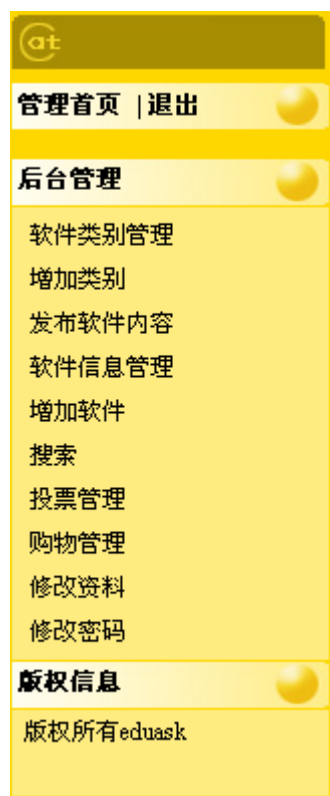 at
管理首页 | 退出
后台管理
软件类别管理
增加类别
发布软件内容
软件信息管理
增加软件
搜索
投票管理
购物管理
修改资料
修改密码
版权信息
版权所有eduask